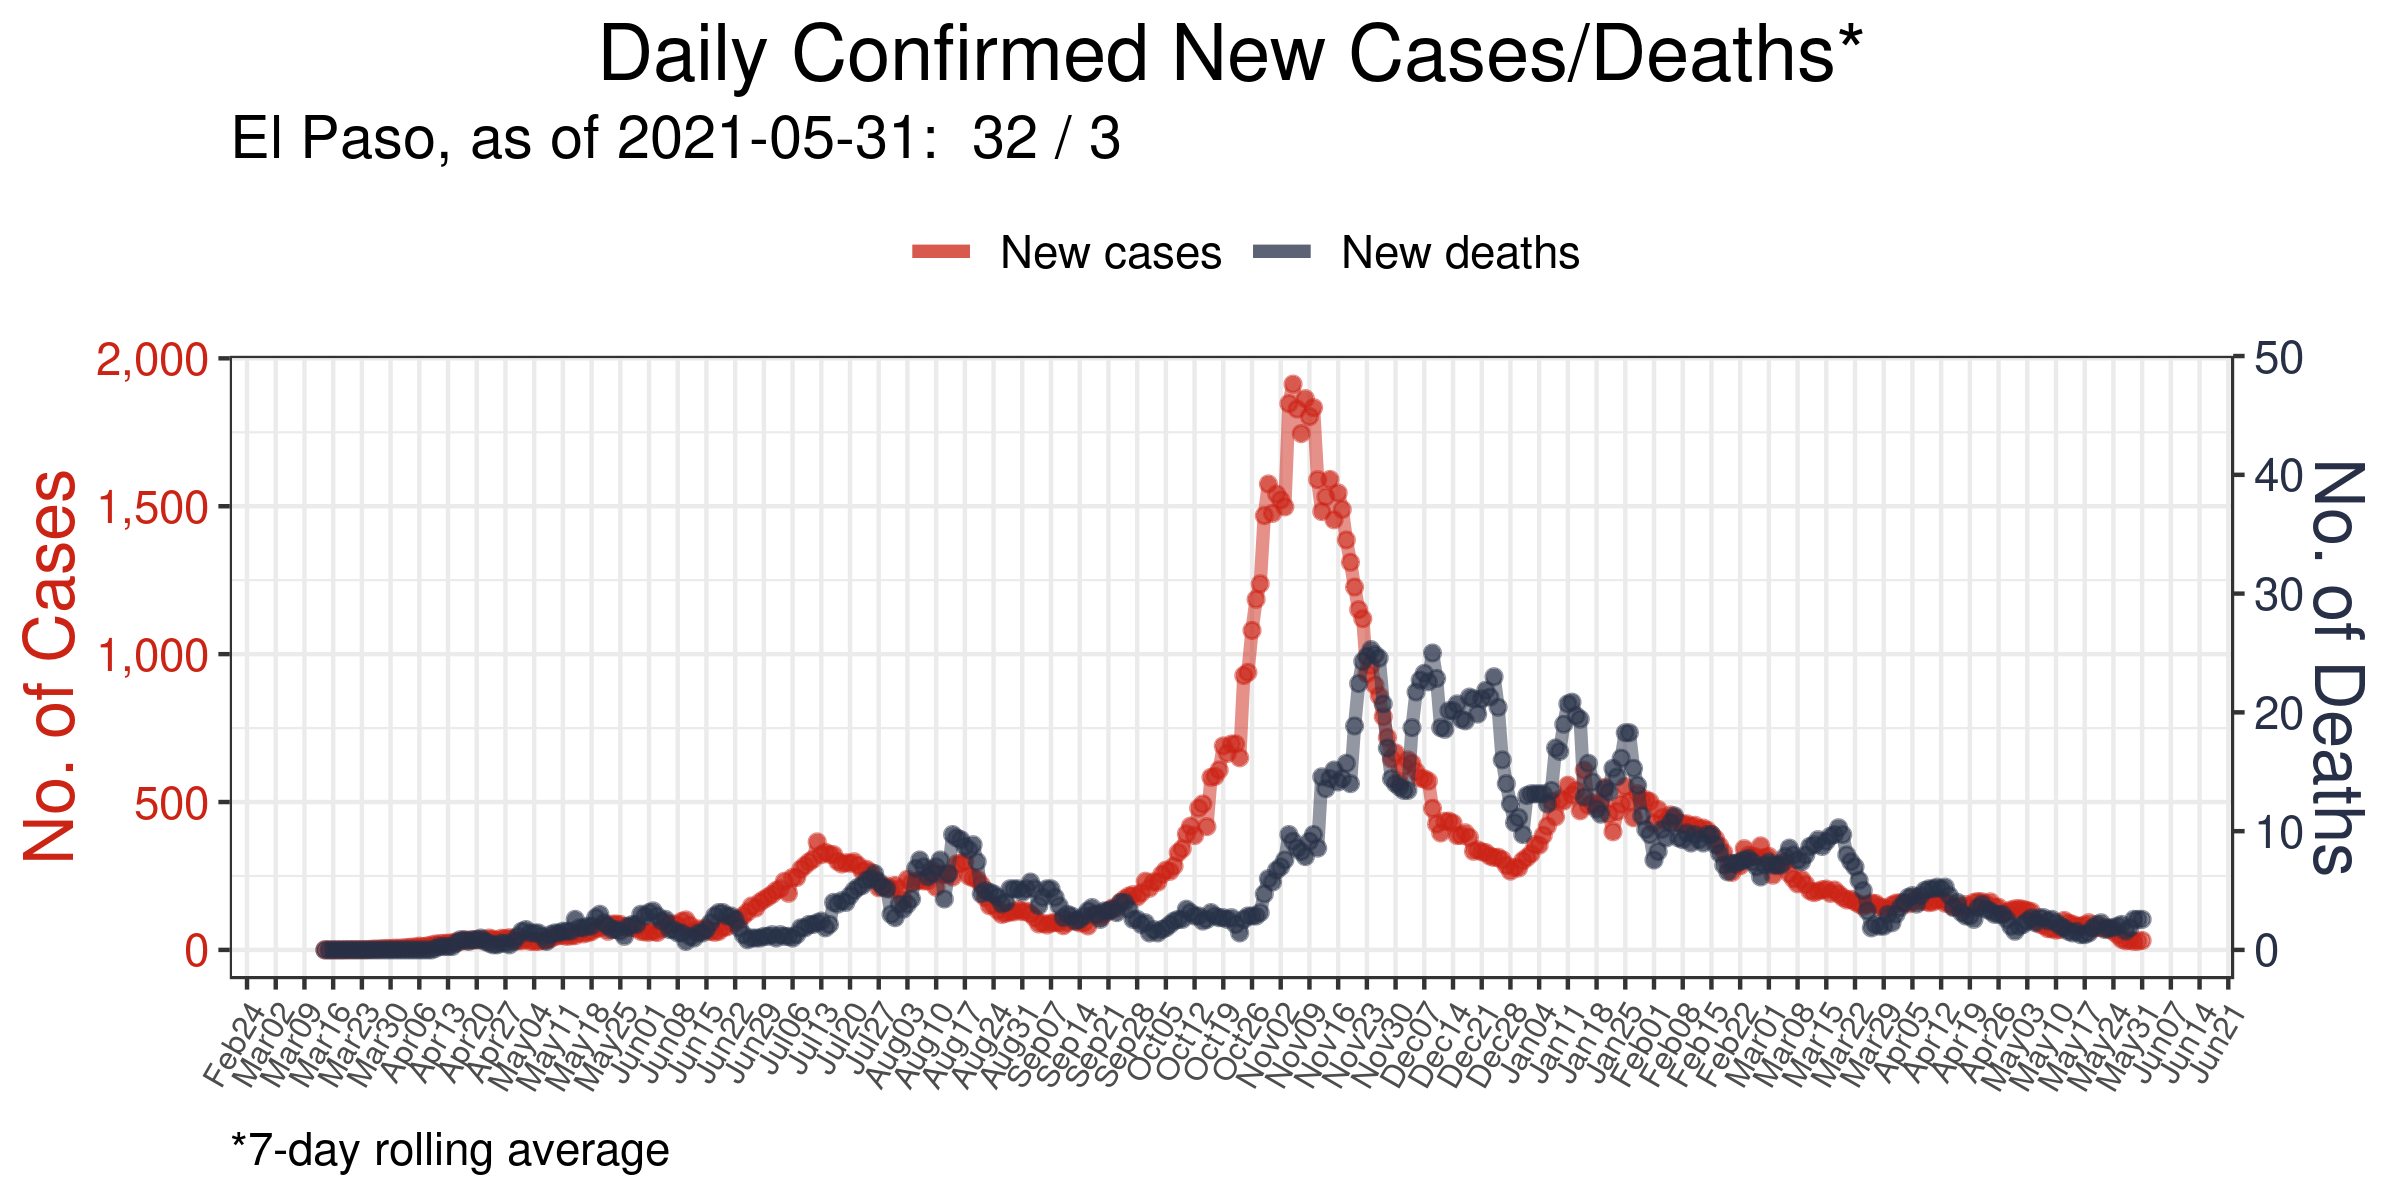 Daily Confirmed New Cases/Deaths*
El Paso, as of 2021-05-31:  32 / 3
New cases
New deaths
No. of Cases
2,000
1,500
1,000
500
0
50
40
30
20
10
0
No. of Deaths
Feb24
Mar02
Mar09
Mar16
Mar23
Mar30
Apr06
Apr13
Apr20
Apr27
May04
May11
May18
May25
Jun01
Jun08
Jun15
Jun22
Jun29
Jul06
Jul13
Jul20
Jul27
Aug03
Aug10
Aug17
Aug24
Aug31
Sep07
Sep14
Sep21
Sep28
Oct05
Oct12
Oct19
Oct26
Nov02
Nov09
Nov16
Nov23
Nov30
Dec07
Dec14
Dec21
Dec28
Jan04
Jan11
Jan18
Jan25
Feb01
Feb08
Feb15
Feb22
Mar01
Mar08
Mar15
Mar22
Mar29
Apr05
Apr12
Apr19
Apr26
May03
May10
May17
May24
May31
Jun07
Jun14
Jun21
*7-day rolling average